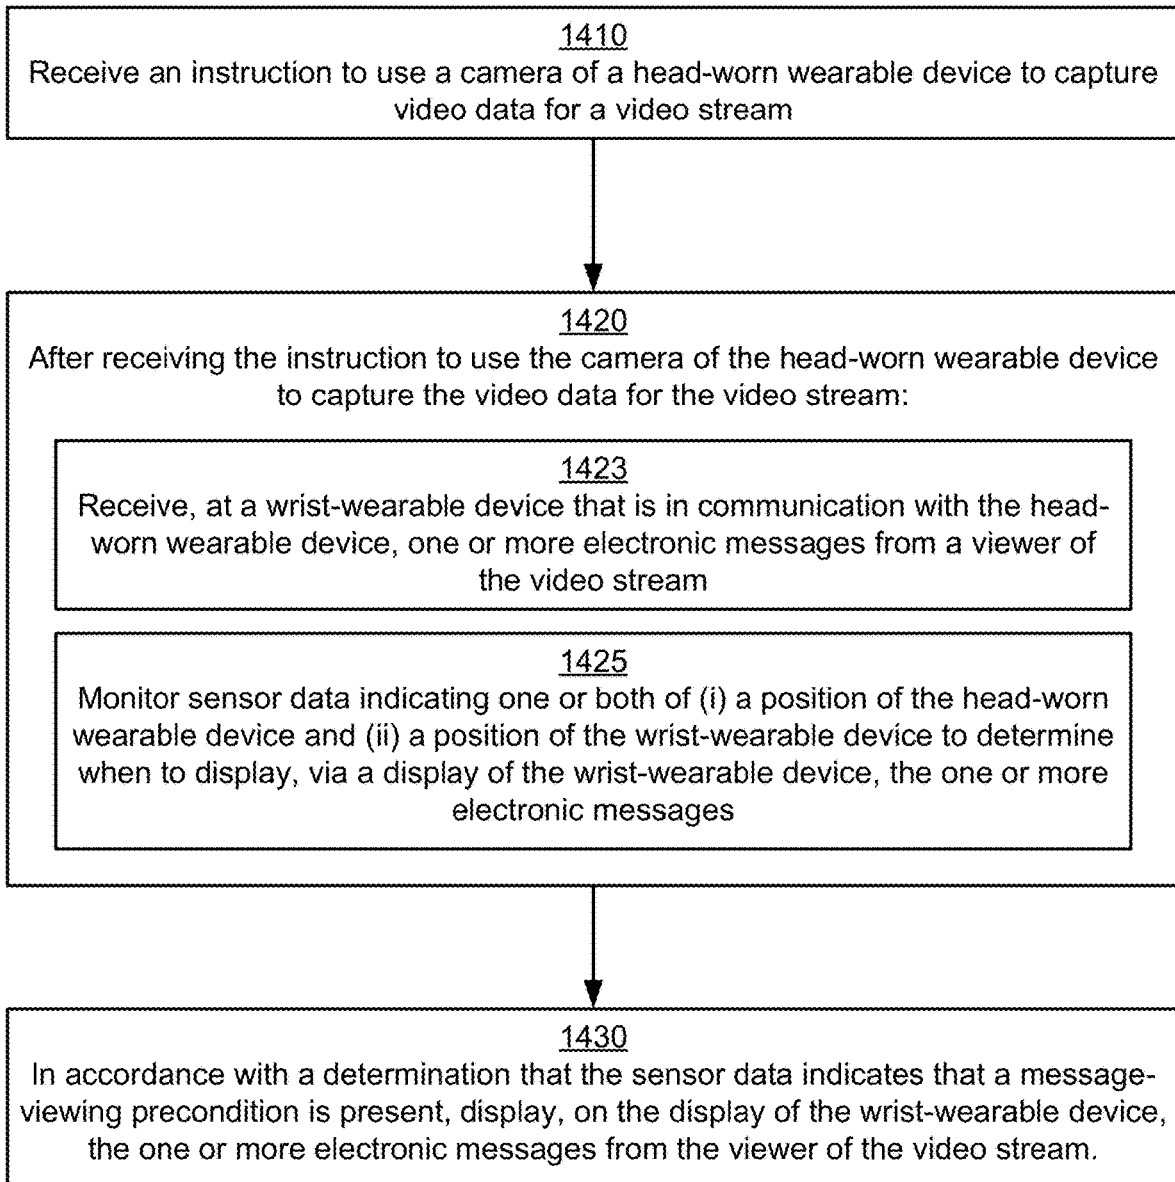 1410
Receive an instruction to use a camera of a head-worn wearable device to capture
video data for a video stream
1420
After receiving the instruction to use the camera of the head-worn wearable device
to capture the video data for the video stream:
1423
Receive, at a wrist-wearable device that is in communication with the head-
worn wearable device, one or more electronic messages from a viewer of
the video stream
1425
Monitor sensor data indicating one or both of (i) a position of the head-worn
wearable device and (ii) a position of the wrist-wearable device to determine
when to display, via a display of the wrist-wearable device, the one or more
electronic messages
1430
In accordance with a determination that the sensor data indicates that a message-
viewing precondition is present, display, on the display of the wrist-wearable device,
the one or more electronic messages from the viewer of the video stream.